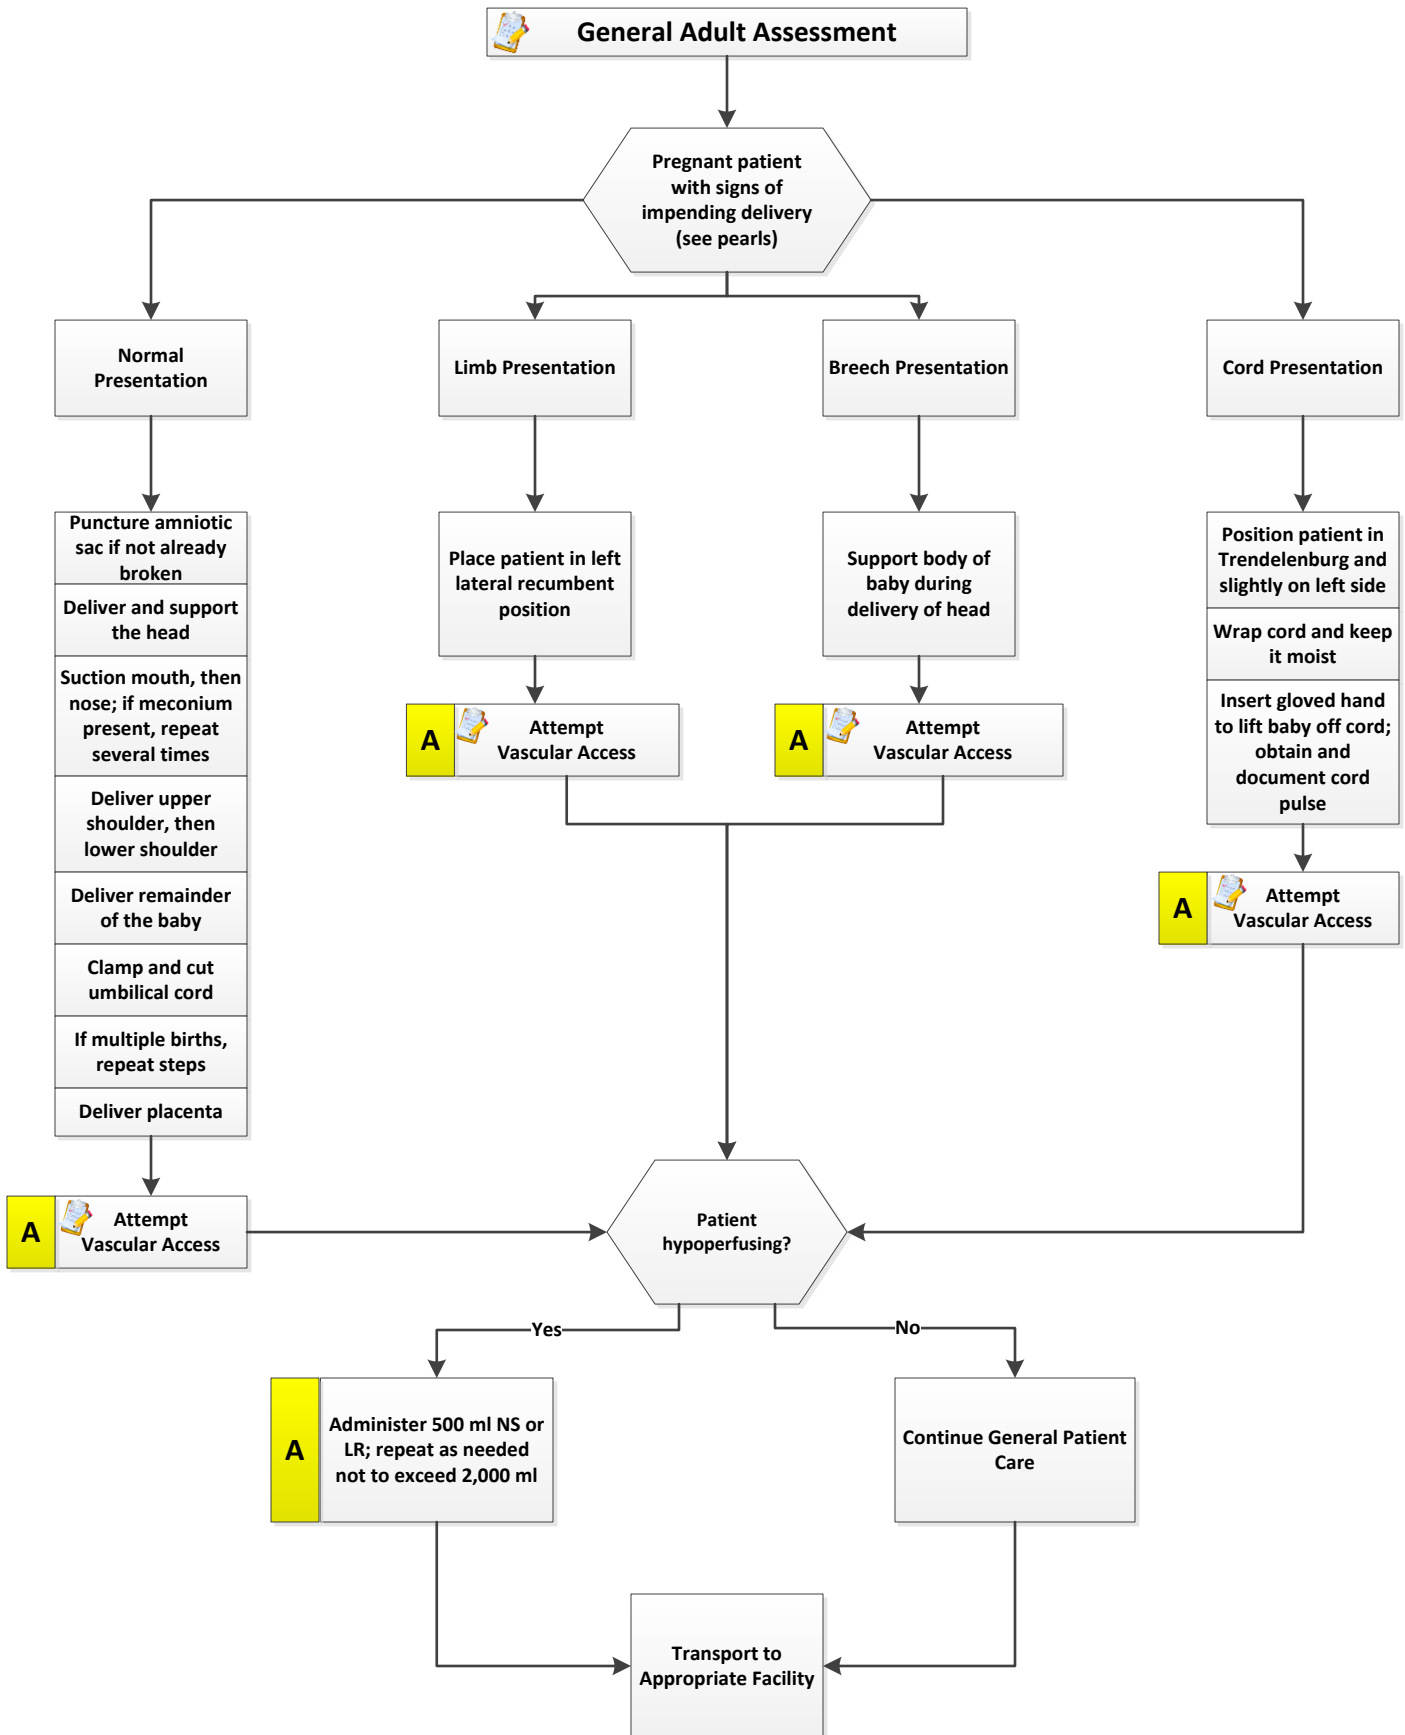 General Adult Assessment
Pregnant patient
with signs of
impending delivery
(see pearls)
Normal
Presentation
Limb Presentation
Breech Presentation
Cord Presentation
Puncture amniotic
sac if not already
broken
Deliver and support
the head
Suction mouth, then
nose; if meconium
present, repeat
several times
Deliver upper
shoulder, then
lower shoulder
Deliver remainder
of the baby
Clamp and cut
umbilical cord
If multiple births,
repeat steps
Deliver placenta
A
Attempt
Vascular Access
Place patient in left
lateral recumbent
position
A
Attempt
Vascular Access
Support body of
baby during
delivery of head
A
Attempt
Vascular Access
Position patient in
Trendelenburg and
slightly on left side
Wrap cord and keep
it moist
Insert gloved hand
to lift baby off cord;
obtain and
document cord
pulse
A
Attempt
Vascular Access
Patient
hypoperfusing?
Yes
No
A
Administer 500 ml NS or
LR; repeat as needed
not to exceed 2,000 ml
Continue General Patient
Care
Transport to
Appropriate Facility